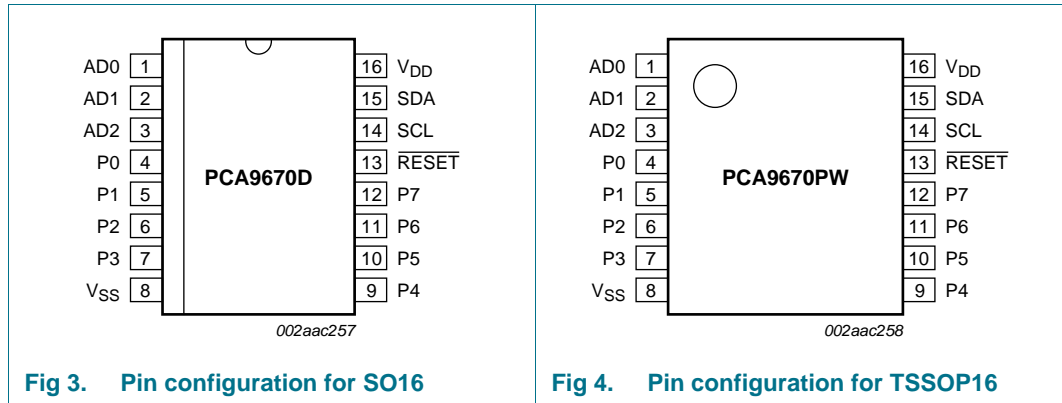 AD0 1 16 VDD
AD1 2 15 SDA
AD2 3 14 SCL
P0 4 13 RESET
PCA9670D
P1 5 12 P7
P2 6 11 P6
P3 7 10 P5
VSS 8 9 P4
002aac257
Fig 3. Pin configuration for SO16
AD0 1 16 VDD
AD1 2 15 SDA
AD2 3 14 SCL
P0 4 13 RESET
PCA9670PW
P1 5 12 P7
P2 6 11 P6
P3 7 10 P5
VSS 8 9 P4
002aac258
Fig 4. Pin configuration for TSSOP16